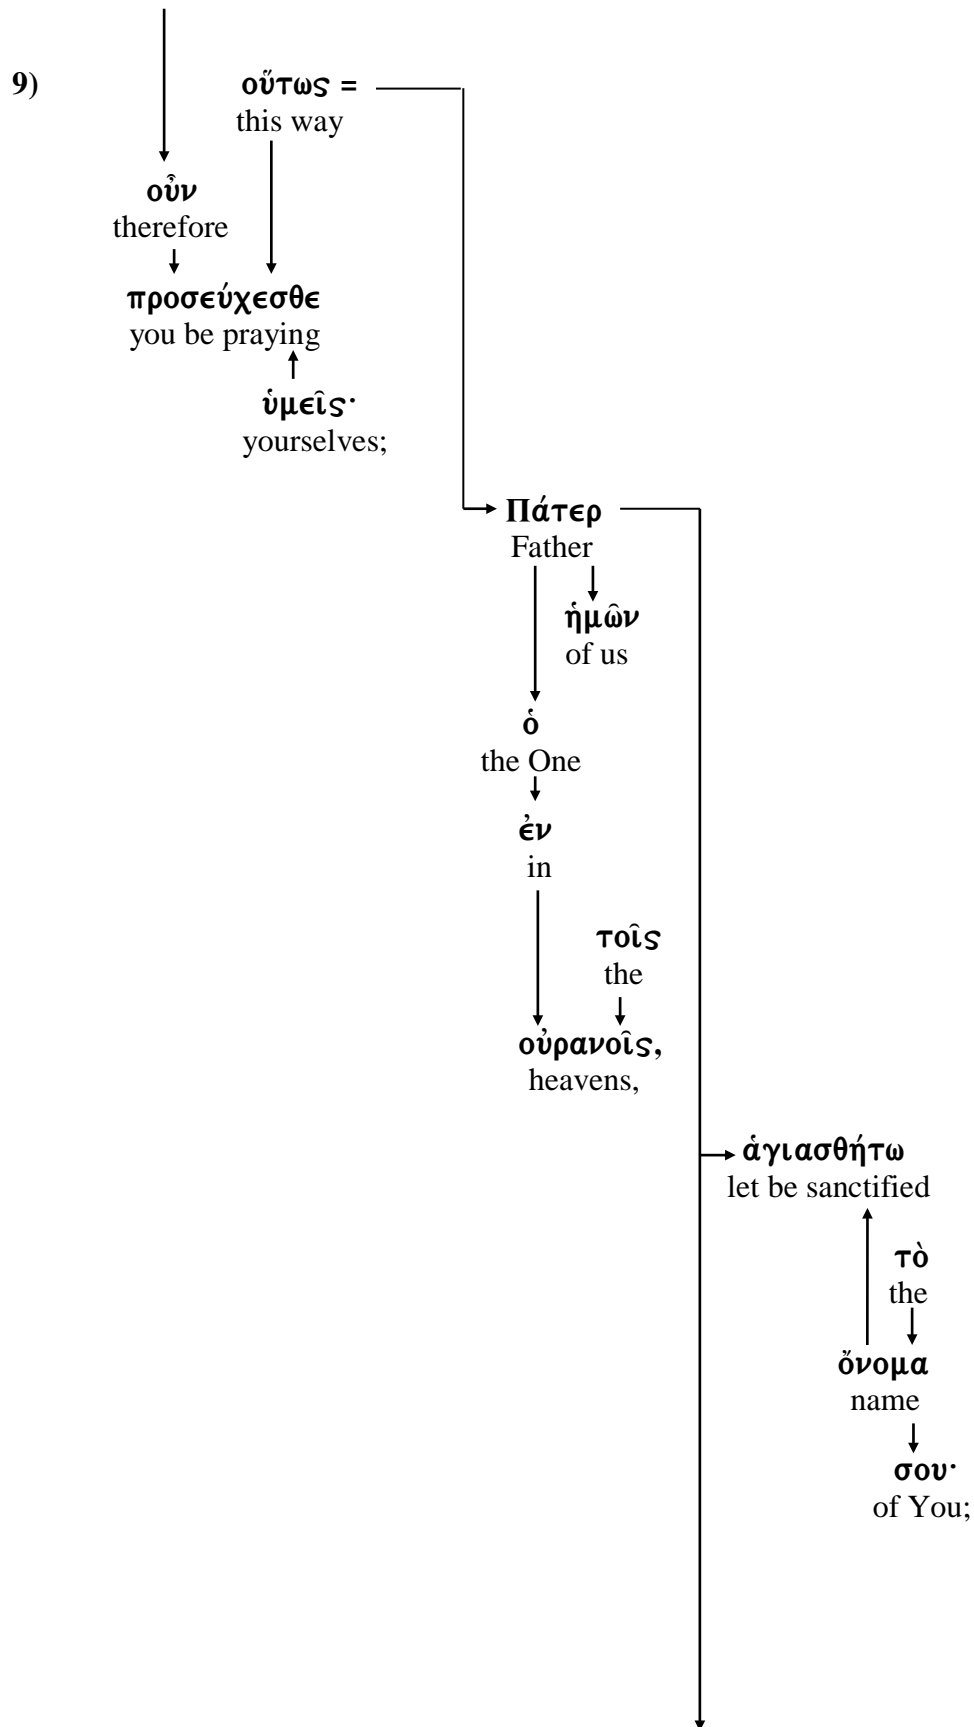 9) οὕτως =
this way
οὖν
therefore
προσεύχεσθε
you be praying
ὑμεῖς·
yourselves;
Πάτερ
Father
ἡμῶν
of us
ὁ
the One
ἐν
in
τοῖς
the
οὐρανοῖς,
heavens,
ἁγιασθήτω
let be sanctified
τὸ
the
ὄνομα
name
σου·
of You;